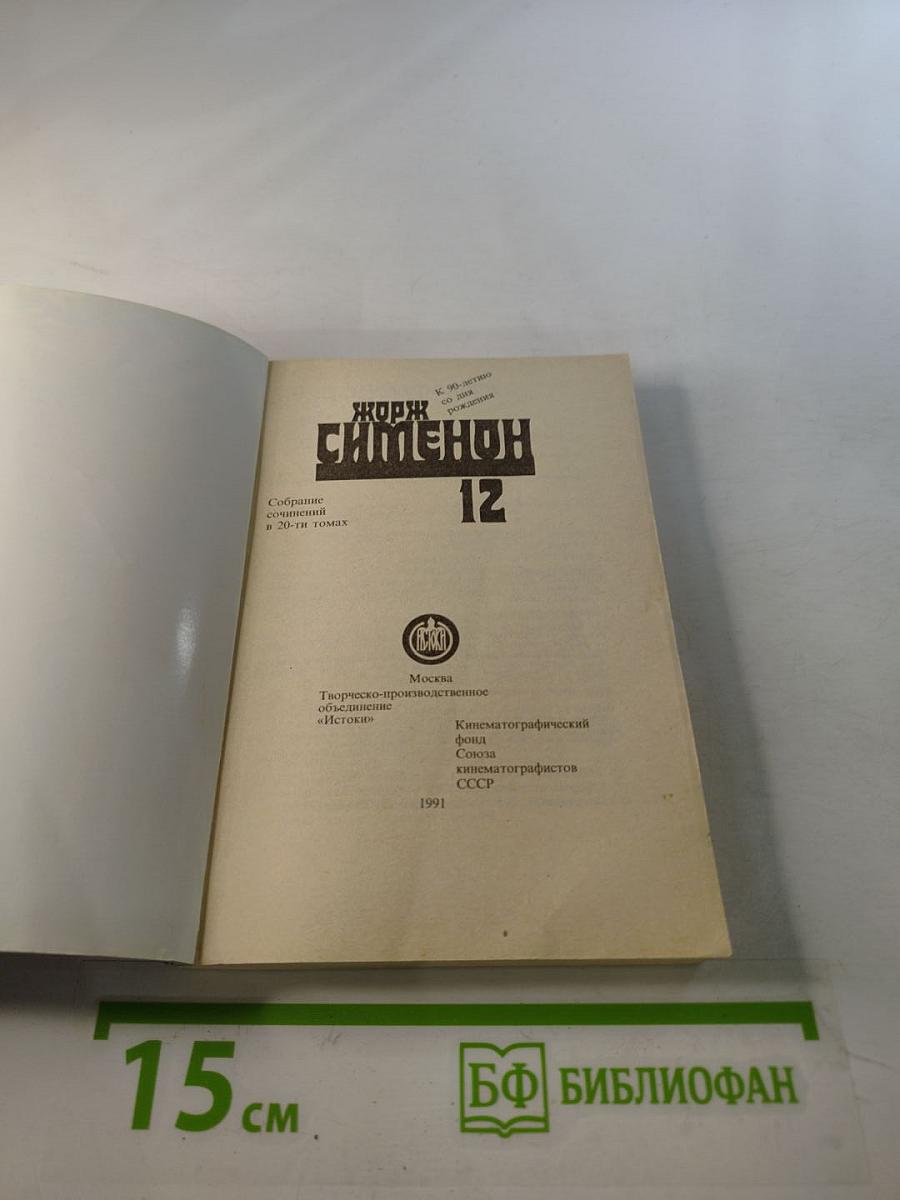 К 90-летию
со дня
рождения
ЖОРЖ
СИМЕНОН
12
Собрание
сочинений
в 20-ти томах
ИСТОКИ
Москва
Творческо-производственное
объединение
«Истоки»
Кинематографический
фонд
Союза
кинематографистов
СССР
1991
15 см
БФ БИБЛИОФАН